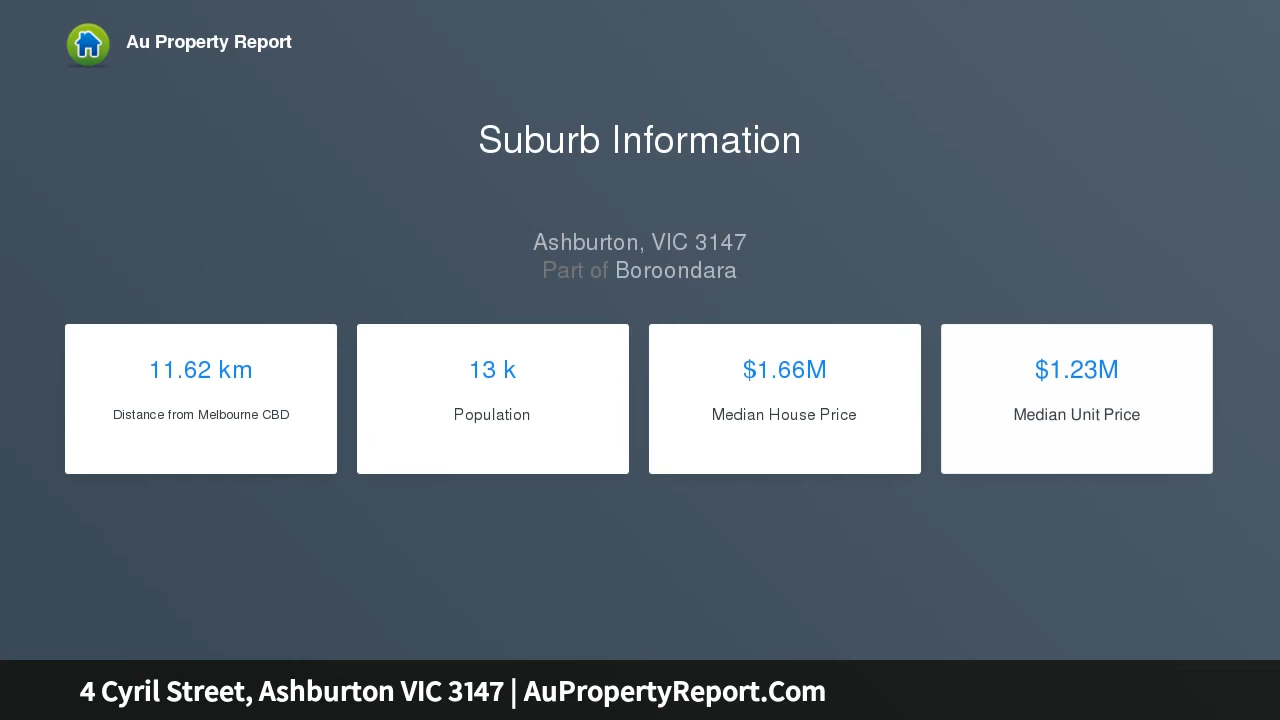 Au Property Report
Suburb Information
Ashburton, VIC 3147
Part of Boroondara
11.62 km
Distance from Melbourne CBD
13 k
Population
$1.66M
Median House Price
$1.23M
Median Unit Price
4 Cyril Street, Ashburton VIC 3147 | AuPropertyReport.Com